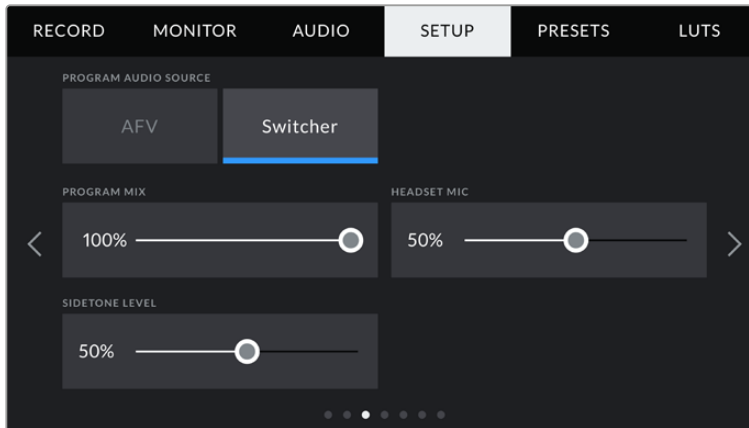 RECORD MONITOR AUDIO SETUP PRESETS LUTS
PROGRAM AUDIO SOURCE
AFV Switcher
PROGRAM MIX HEADSET MIC
100% 50%
SIDETONE LEVEL
50%